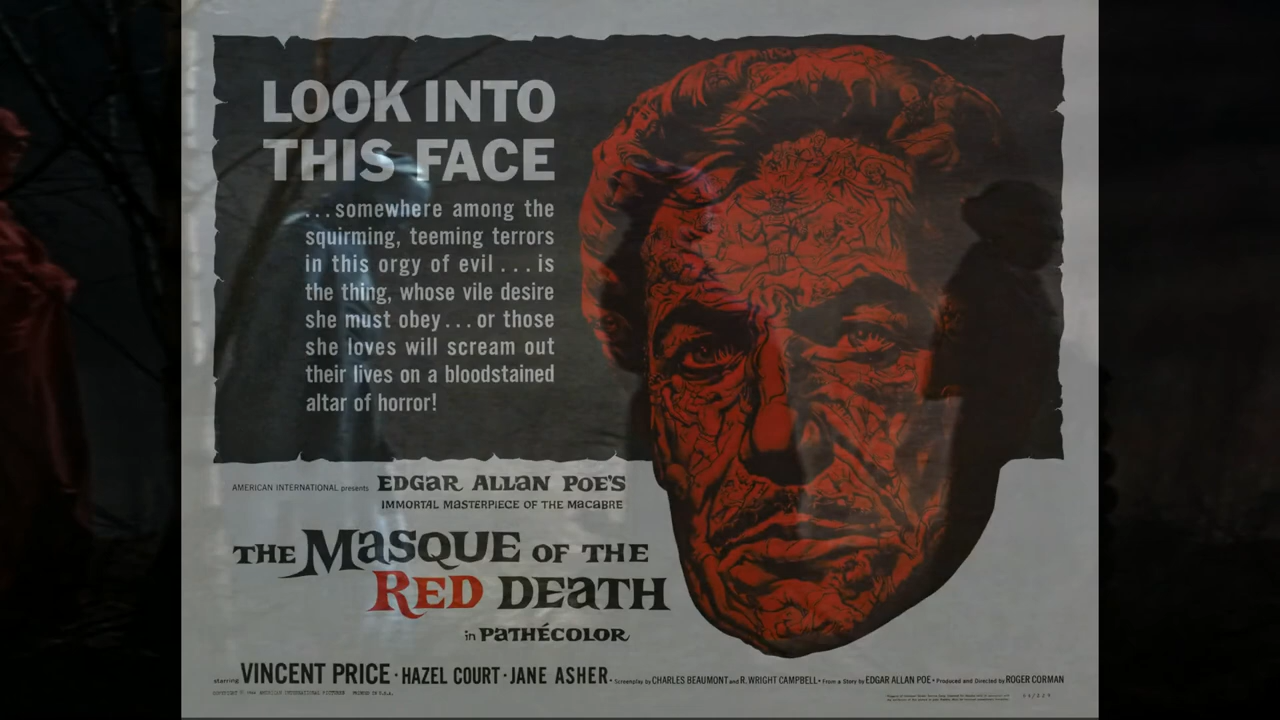 LOOK INTO
THIS FACE
...somewhere among the
squirming, teeming terrors
in this orgy of evil...is
the thing, whose vile desire
she must obey...or those
she loves will scream out
their lives on a bloodstained
altar of horror!
AMERICAN INTERNATIONAL presents EDGAR ALLAN POE'S
IMMORTAL MASTERPIECE OF THE MACABRE
THE MASQUE OF THE
RED DEATH
in PATHÉCOLOR
starring VINCENT PRICE · HAZEL COURT · JANE ASHER · Screenplay by CHARLES BEAUMONT and R. WRIGHT CAMPBELL · From a Story by EDGAR ALLAN POE · Produced and Directed by ROGER CORMAN